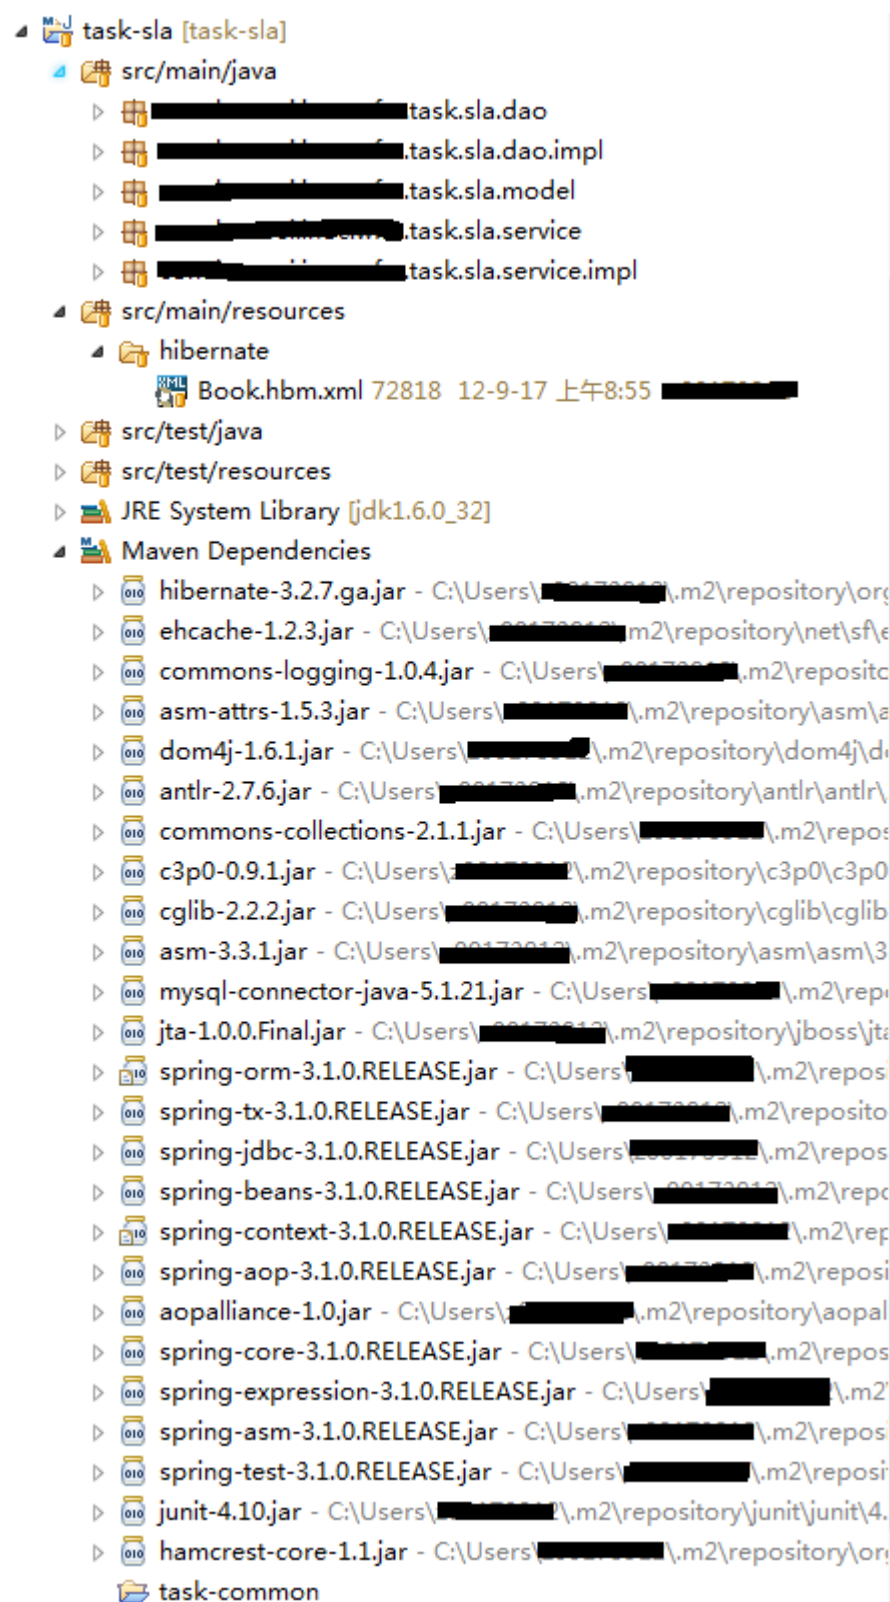 task-sla [task-sla]
src/main/java
task.sla.dao
.task.sla.dao.impl
.task.sla.model
.task.sla.service
.task.sla.service.impl
src/main/resources
hibernate
Book.hbm.xml 72818 12-9-17 上午8:55
src/test/java
src/test/resources
JRE System Library [jdk1.6.0_32]
Maven Dependencies
hibernate-3.2.7.ga.jar - C:\Users\ \.m2\repository\org
ehcache-1.2.3.jar - C:\Users\ m2\repository\net\sf\e
commons-logging-1.0.4.jar - C:\Users\ .m2\repositc
asm-attrs-1.5.3.jar - C:\Users\ \.m2\repository\asm\a
dom4j-1.6.1.jar - C:\Users\ \.m2\repository\dom4j\d
antlr-2.7.6.jar - C:\Users\ .m2\repository\antlr\antlr\
commons-collections-2.1.1.jar - C:\Users\ \.m2\repos
c3p0-0.9.1.jar - C:\Users\ \.m2\repository\c3p0\c3p0
cglib-2.2.2.jar - C:\Users\ \.m2\repository\cglib\cglib
asm-3.3.1.jar - C:\Users\ \.m2\repository\asm\asm\3
mysql-connector-java-5.1.21.jar - C:\Users\ \.m2\rep
jta-1.0.0.Final.jar - C:\Users\ \.m2\repository\jboss\jta
spring-orm-3.1.0.RELEASE.jar - C:\Users\ \.m2\repos
spring-tx-3.1.0.RELEASE.jar - C:\Users\ \.m2\reposito
spring-jdbc-3.1.0.RELEASE.jar - C:\Users\ \.m2\repos
spring-beans-3.1.0.RELEASE.jar - C:\Users\ \.m2\repo
spring-context-3.1.0.RELEASE.jar - C:\Users\ \.m2\rep
spring-aop-3.1.0.RELEASE.jar - C:\Users\ \.m2\reposi
aopalliance-1.0.jar - C:\Users\ \.m2\repository\aopal
spring-core-3.1.0.RELEASE.jar - C:\Users\ .m2\repos
spring-expression-3.1.0.RELEASE.jar - C:\Users\ \.m2
spring-asm-3.1.0.RELEASE.jar - C:\Users\ \.m2\repos
spring-test-3.1.0.RELEASE.jar - C:\Users\ \.m2\reposi
junit-4.10.jar - C:\Users\ \.m2\repository\junit\junit\4.
hamcrest-core-1.1.jar - C:\Users\ \.m2\repository\org
task-common